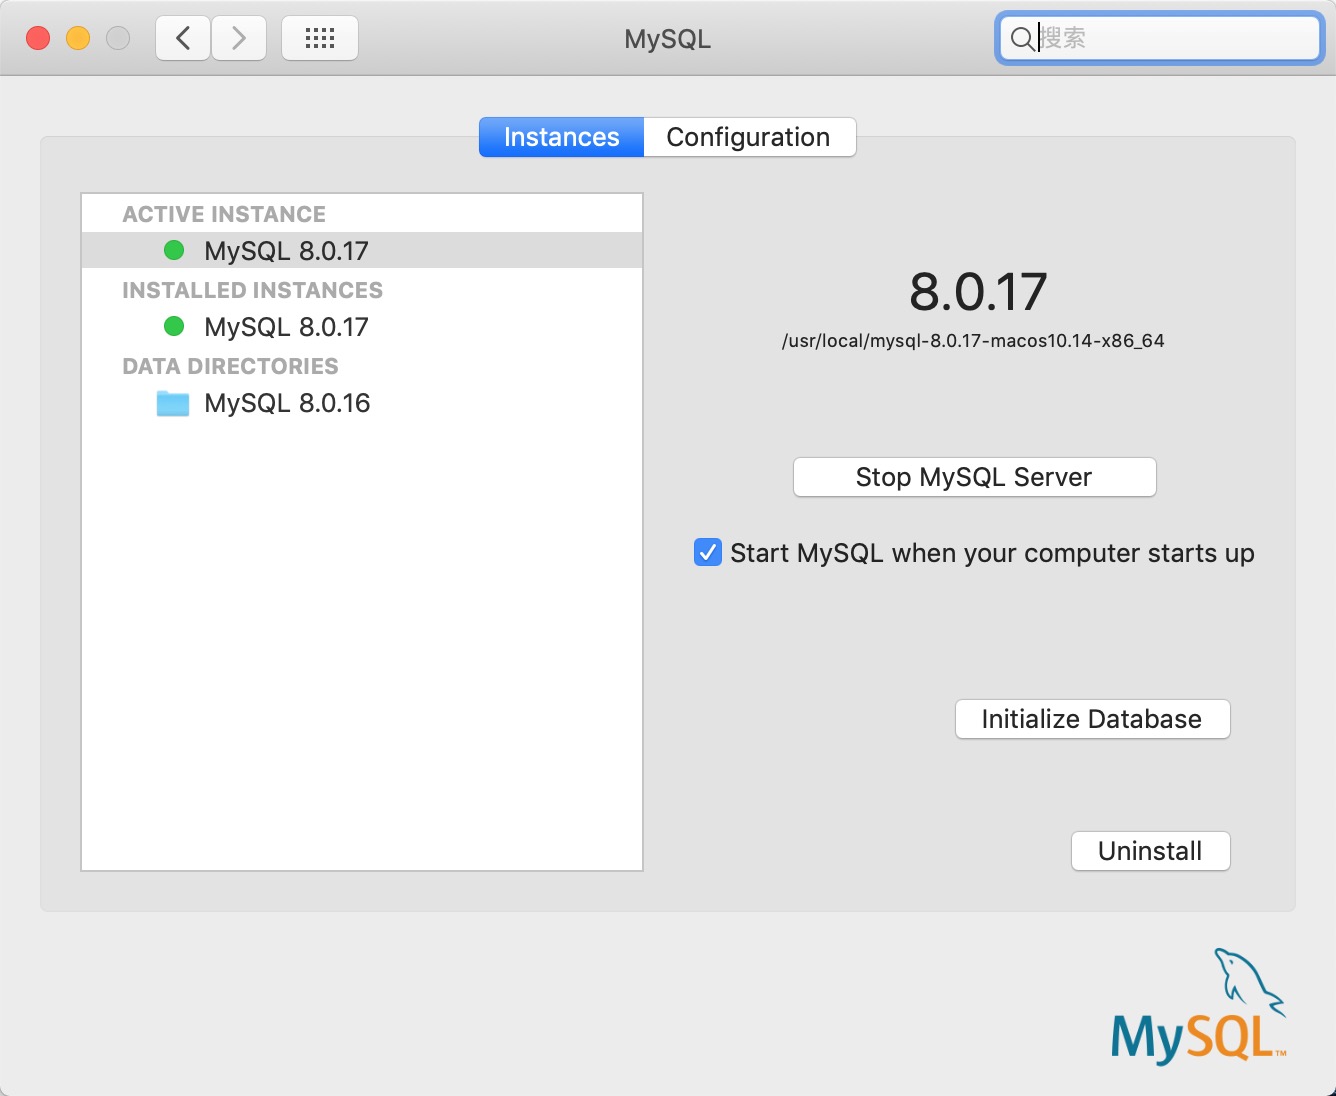 MySQL
搜索
Instances
Configuration
ACTIVE INSTANCE
MySQL 8.0.17
INSTALLED INSTANCES
MySQL 8.0.17
DATA DIRECTORIES
MySQL 8.0.16
8.0.17
/usr/local/mysql-8.0.17-macos10.14-x86_64
Stop MySQL Server
Start MySQL when your computer starts up
Initialize Database
Uninstall
MySQL™